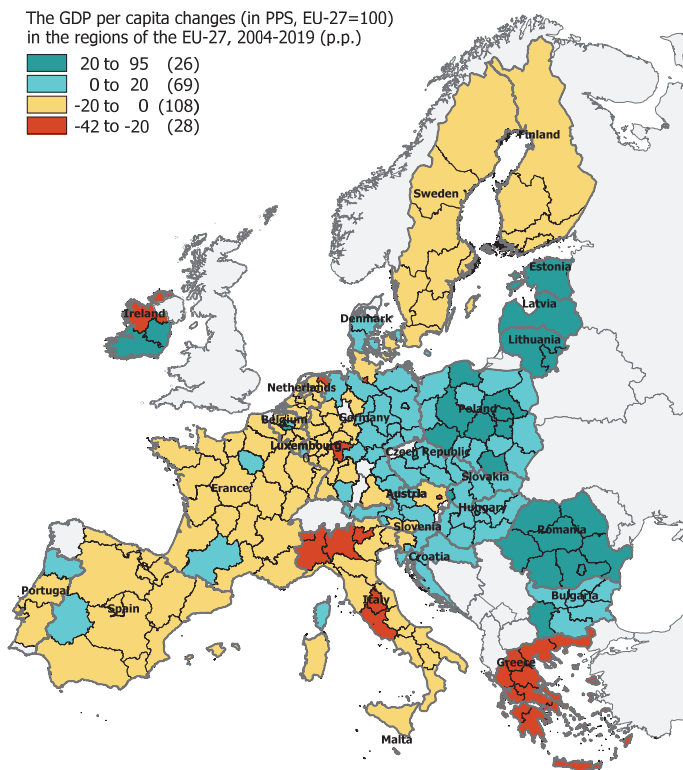 The GDP per capita changes (in PPS, EU-27=100)
in the regions of the EU-27, 2004-2019 (p.p.)
20 to 95 (26)
0 to 20 (69)
-20 to 0 (108)
-42 to -20 (28)
Finland
Sweden
Estonia
Latvia
Ireland
Denmark
Lithuania
Netherlands
Poland
Belgium
Germany
Luxembourg
Czech Republic
Slovakia
France
Austria
Hungary
Slovenia
Romania
Croatia
Portugal
Bulgaria
Italy
Spain
Greece
Malta